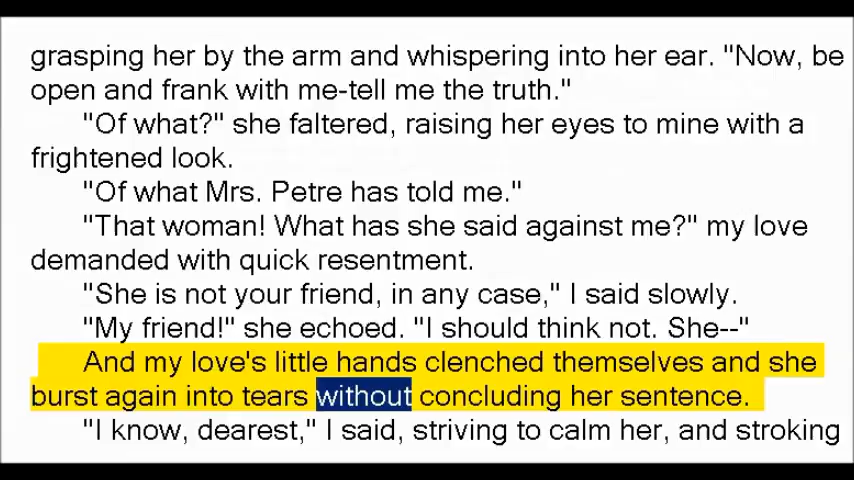 grasping her by the arm and whispering into her ear. "Now, be
open and frank with me-tell me the truth."
"Of what?" she faltered, raising her eyes to mine with a
frightened look.
"Of what Mrs. Petre has told me."
"That woman! What has she said against me?" my love
demanded with quick resentment.
"She is not your friend, in any case," I said slowly.
"My friend!" she echoed. "I should think not. She--"
And my love's little hands clenched themselves and she
burst again into tears without concluding her sentence.
"I know, dearest," I said, striving to calm her, and stroking